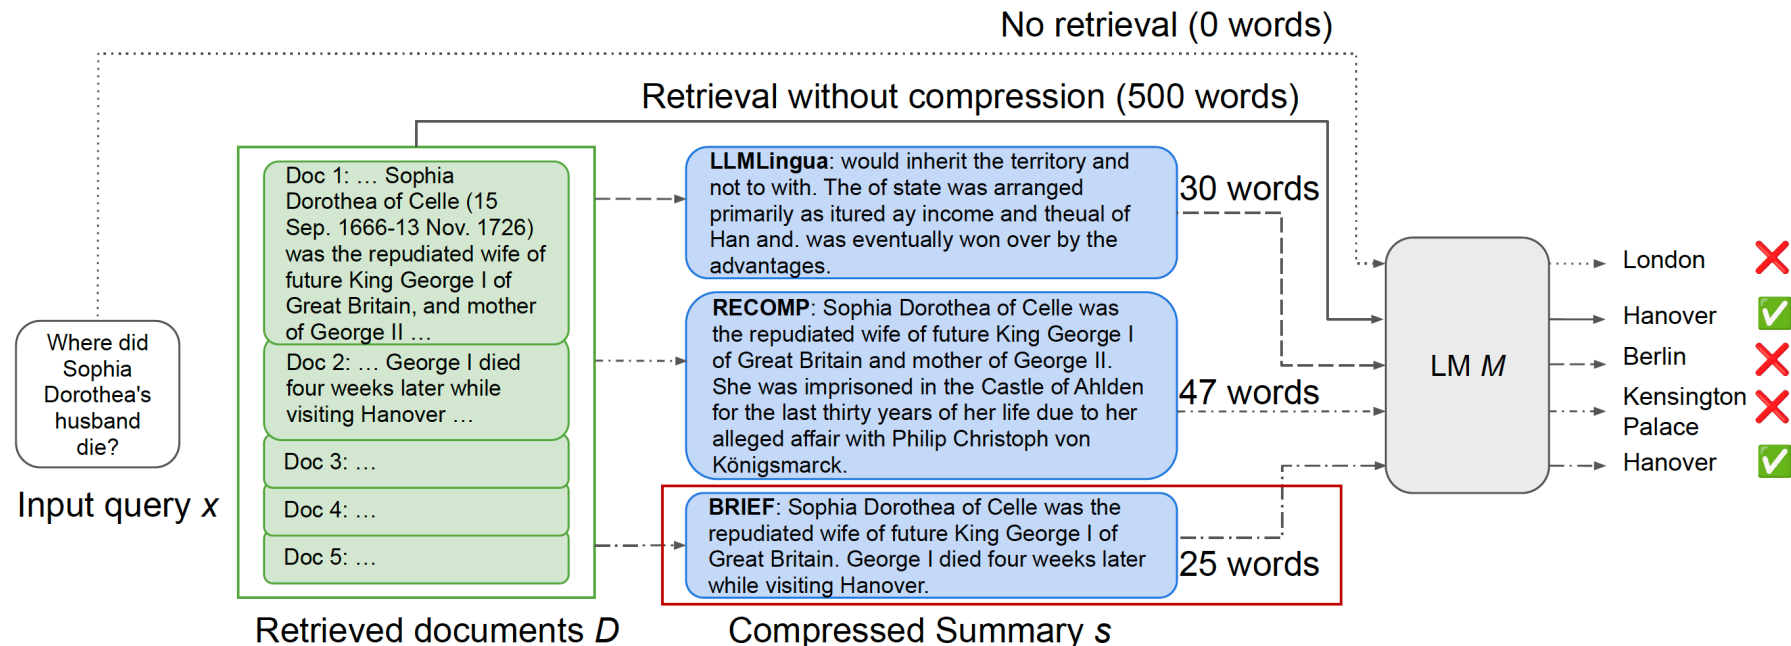 No retrieval (0 words)
Retrieval without compression (500 words)
Where did
Sophia
Dorothea's
husband
die?
Input query x
Doc 1: … Sophia
Dorothea of Celle (15
Sep. 1666-13 Nov. 1726)
was the repudiated wife of
future King George I of
Great Britain, and mother
of George II …
Doc 2: … George I died
four weeks later while
visiting Hanover …
Doc 3: …
Doc 4: …
Doc 5: …
Retrieved documents D
LLMLingua: would inherit the territory and
not to with. The of state was arranged
primarily as itured ay income and theual of
Han and. was eventually won over by the
advantages.
30 words
RECOMP: Sophia Dorothea of Celle was
the repudiated wife of future King George I
of Great Britain and mother of George II.
She was imprisoned in the Castle of Ahlden
for the last thirty years of her life due to her
alleged affair with Philip Christoph von
Königsmarck.
47 words
BRIEF: Sophia Dorothea of Celle was the
repudiated wife of future King George I of
Great Britain. George I died four weeks later
while visiting Hanover.
25 words
Compressed Summary s
LM M
London
Hanover
Berlin
Kensington
Palace
Hanover